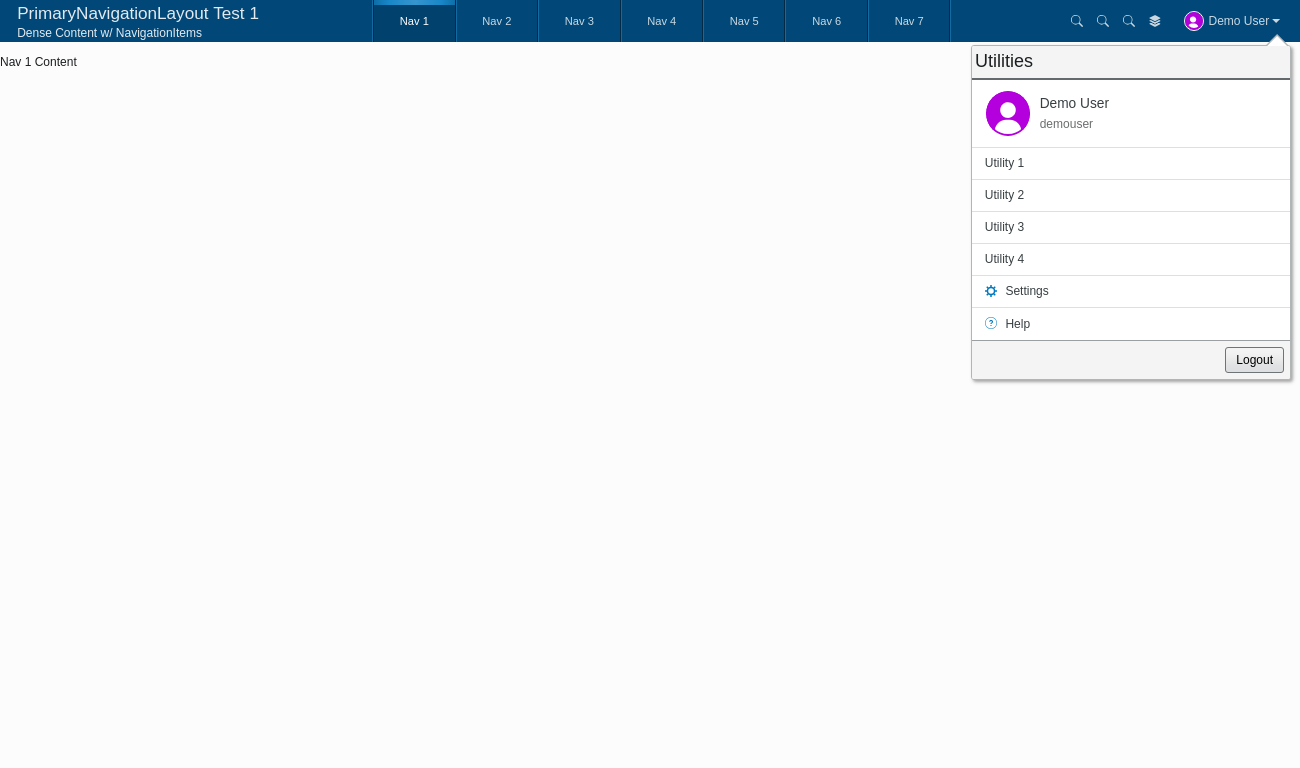 PrimaryNavigationLayout Test 1
Dense Content w/ NavigationItems
Nav 1
Nav 2
Nav 3
Nav 4
Nav 5
Nav 6
Nav 7
Demo User
Nav 1 Content
Utilities
Demo User
demouser
Utility 1
Utility 2
Utility 3
Utility 4
Settings
? Help
Logout